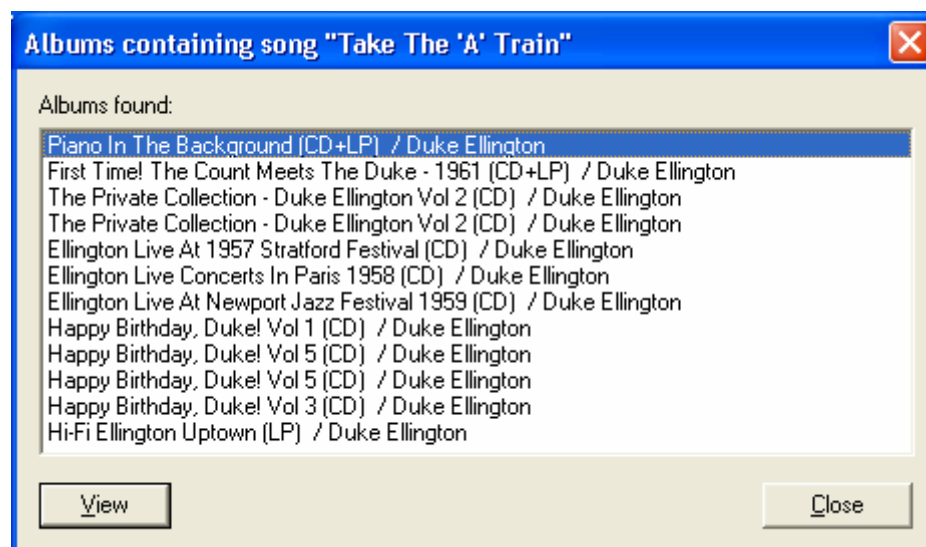 Albums containing song "Take The 'A' Train"
Albums found:
Piano In The Background (CD+LP) / Duke Ellington
First Time! The Count Meets The Duke - 1961 (CD+LP) / Duke Ellington
The Private Collection - Duke Ellington Vol 2 (CD) / Duke Ellington
The Private Collection - Duke Ellington Vol 2 (CD) / Duke Ellington
Ellington Live At 1957 Stratford Festival (CD) / Duke Ellington
Ellington Live Concerts In Paris 1958 (CD) / Duke Ellington
Ellington Live At Newport Jazz Festival 1959 (CD) / Duke Ellington
Happy Birthday, Duke! Vol 1 (CD) / Duke Ellington
Happy Birthday, Duke! Vol 5 (CD) / Duke Ellington
Happy Birthday, Duke! Vol 5 (CD) / Duke Ellington
Happy Birthday, Duke! Vol 3 (CD) / Duke Ellington
Hi-Fi Ellington Uptown (LP) / Duke Ellington
View Close